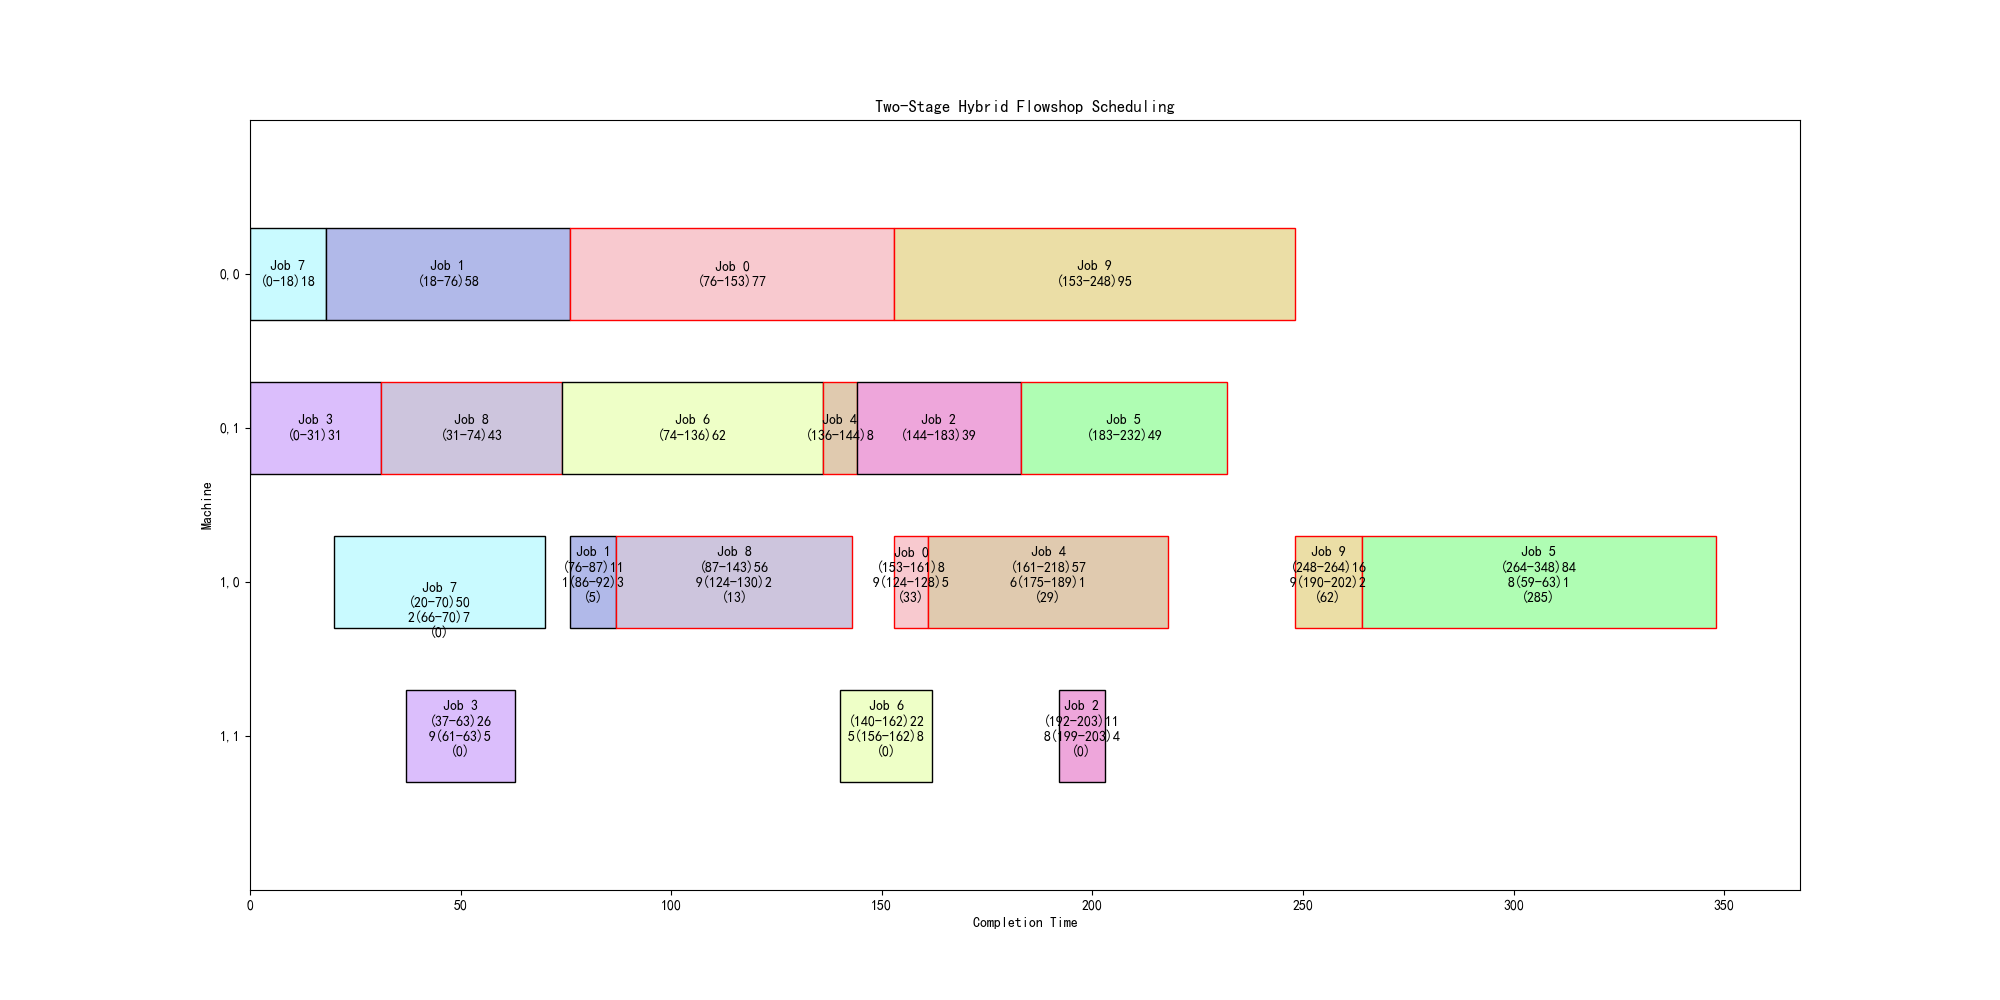 Two-Stage Hybrid Flowshop Scheduling
0,0
Job 7
(0-18)18
Job 1
(18-76)58
Job 0
(76-153)77
Job 9
(153-248)95
0,1
Job 3
(0-31)31
Job 8
(31-74)43
Job 6
(74-136)62
Job 4
(136-144)8
Job 2
(144-183)39
Job 5
(183-232)49
Machine
1,0
Job 7
(20-70)50
2(66-70)7
(0)
Job 1
(76-87)11
1(86-92)3
(5)
Job 8
(87-143)56
9(124-130)2
(13)
Job 0
(153-161)8
9(124-128)5
(33)
Job 4
(161-218)57
6(175-189)1
(29)
Job 9
(248-264)16
9(190-202)2
(62)
Job 5
(264-348)84
8(59-63)1
(285)
1,1
Job 3
(37-63)26
9(61-63)5
(0)
Job 6
(140-162)22
5(156-162)8
(0)
Job 2
(192-203)11
8(199-203)4
(0)
0 50 100 150 200 250 300 350
Completion Time